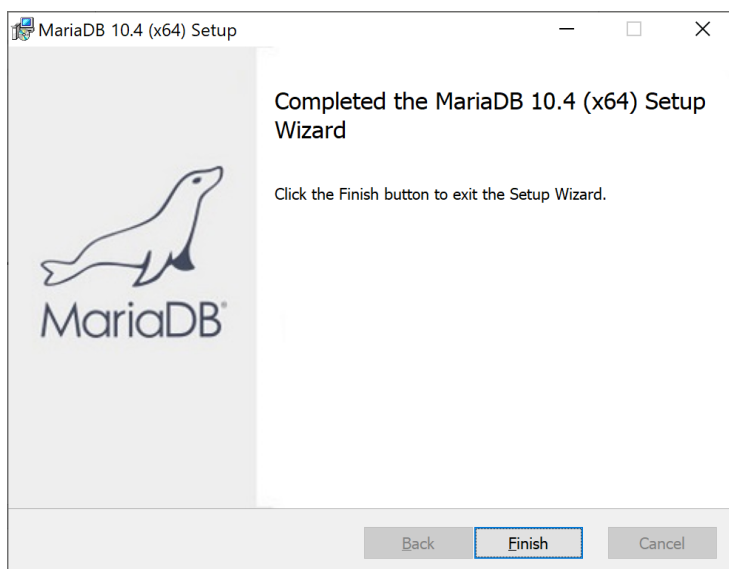 MariaDB 10.4 (x64) Setup
Completed the MariaDB 10.4 (x64) Setup
Wizard
Click the Finish button to exit the Setup Wizard.
MariaDB®
Back
Finish
Cancel